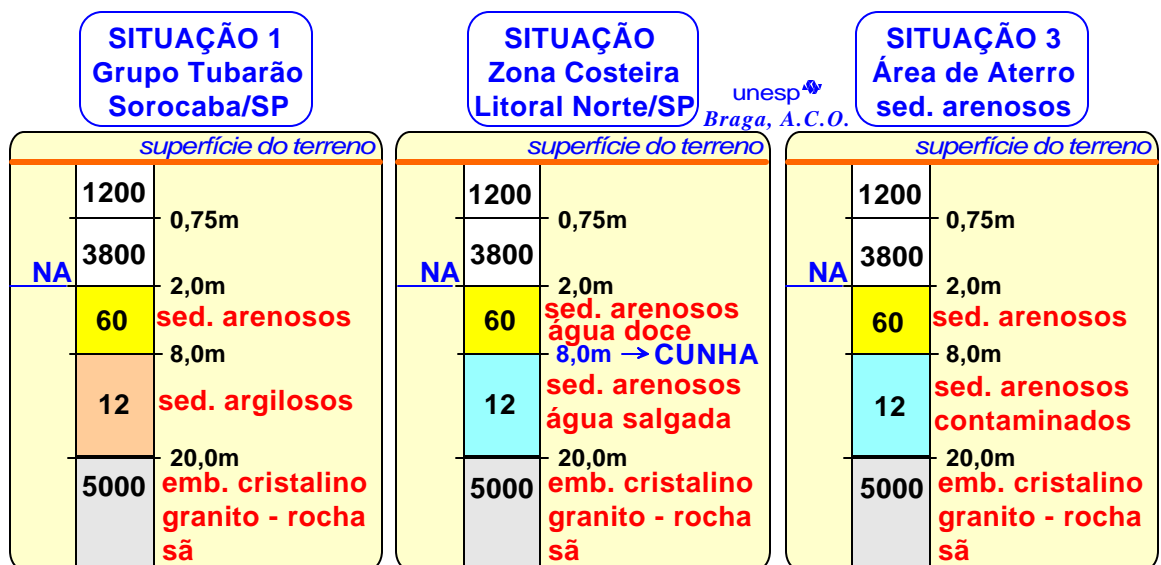 SITUAÇÃO 1
Grupo Tubarão
Sorocaba/SP
SITUAÇÃO
Zona Costeira
Litoral Norte/SP
unesp
Braga, A.C.O.
SITUAÇÃO 3
Área de Aterro
sed. arenosos
superfície do terreno
1200
0,75m
3800
NA
2,0m
60
sed. arenosos
8,0m
12
sed. argilosos
20,0m
5000
emb. cristalino
granito - rocha
sã
superfície do terreno
1200
0,75m
3800
NA
2,0m
60
sed. arenosos
água doce
8,0m → CUNHA
12
sed. arenosos
água salgada
20,0m
5000
emb. cristalino
granito - rocha
sã
superfície do terreno
1200
0,75m
3800
NA
2,0m
60
sed. arenosos
8,0m
12
sed. arenosos
contaminados
20,0m
5000
emb. cristalino
granito - rocha
sã